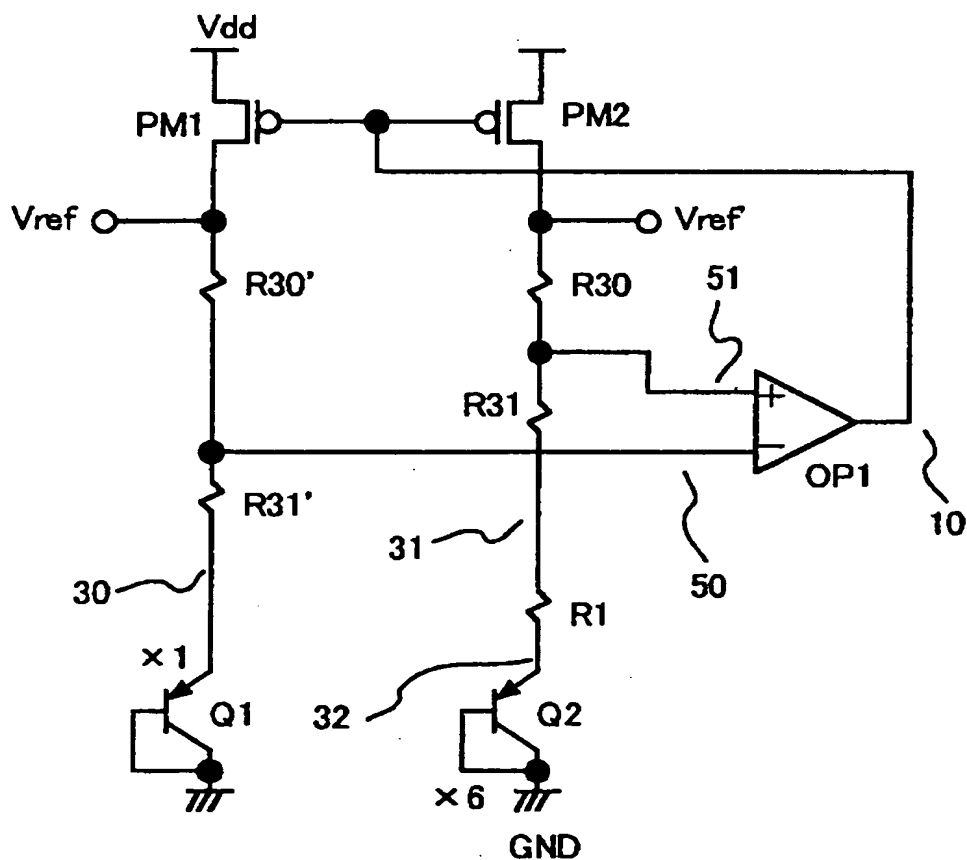 Vdd
PM1
PM2
Vref
Vref'
R30'
R30
51
R31
+
−
OP1
R31'
10
31
50
30
R1
×1
32
Q1
Q2
×6
GND